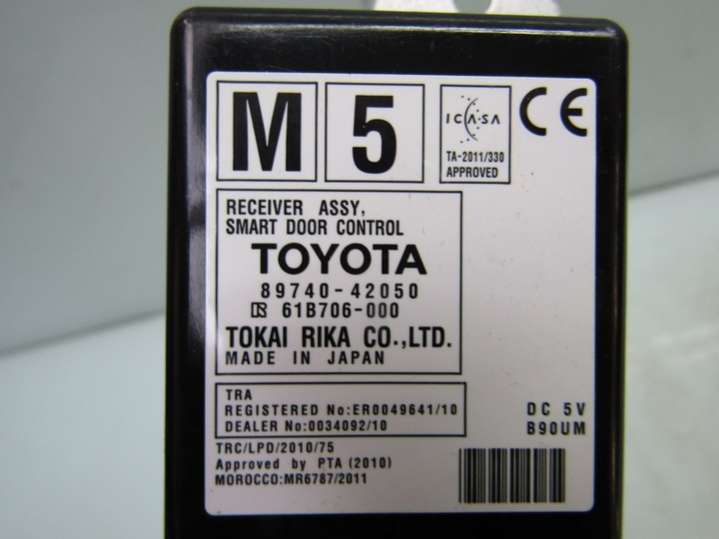 M 5
ICASA
TA-2011/330
APPROVED
CE
RECEIVER ASSY,
SMART DOOR CONTROL
TOYOTA
89740-42050
61B706-000
TOKAI RIKA CO.,LTD.
MADE IN JAPAN
TRA
REGISTERED No:ER0049641/10
DEALER No:0034092/10
DC 5V
B90UM
TRC/LPD/2010/75
Approved by PTA (2010)
MOROCCO:MR6787/2011